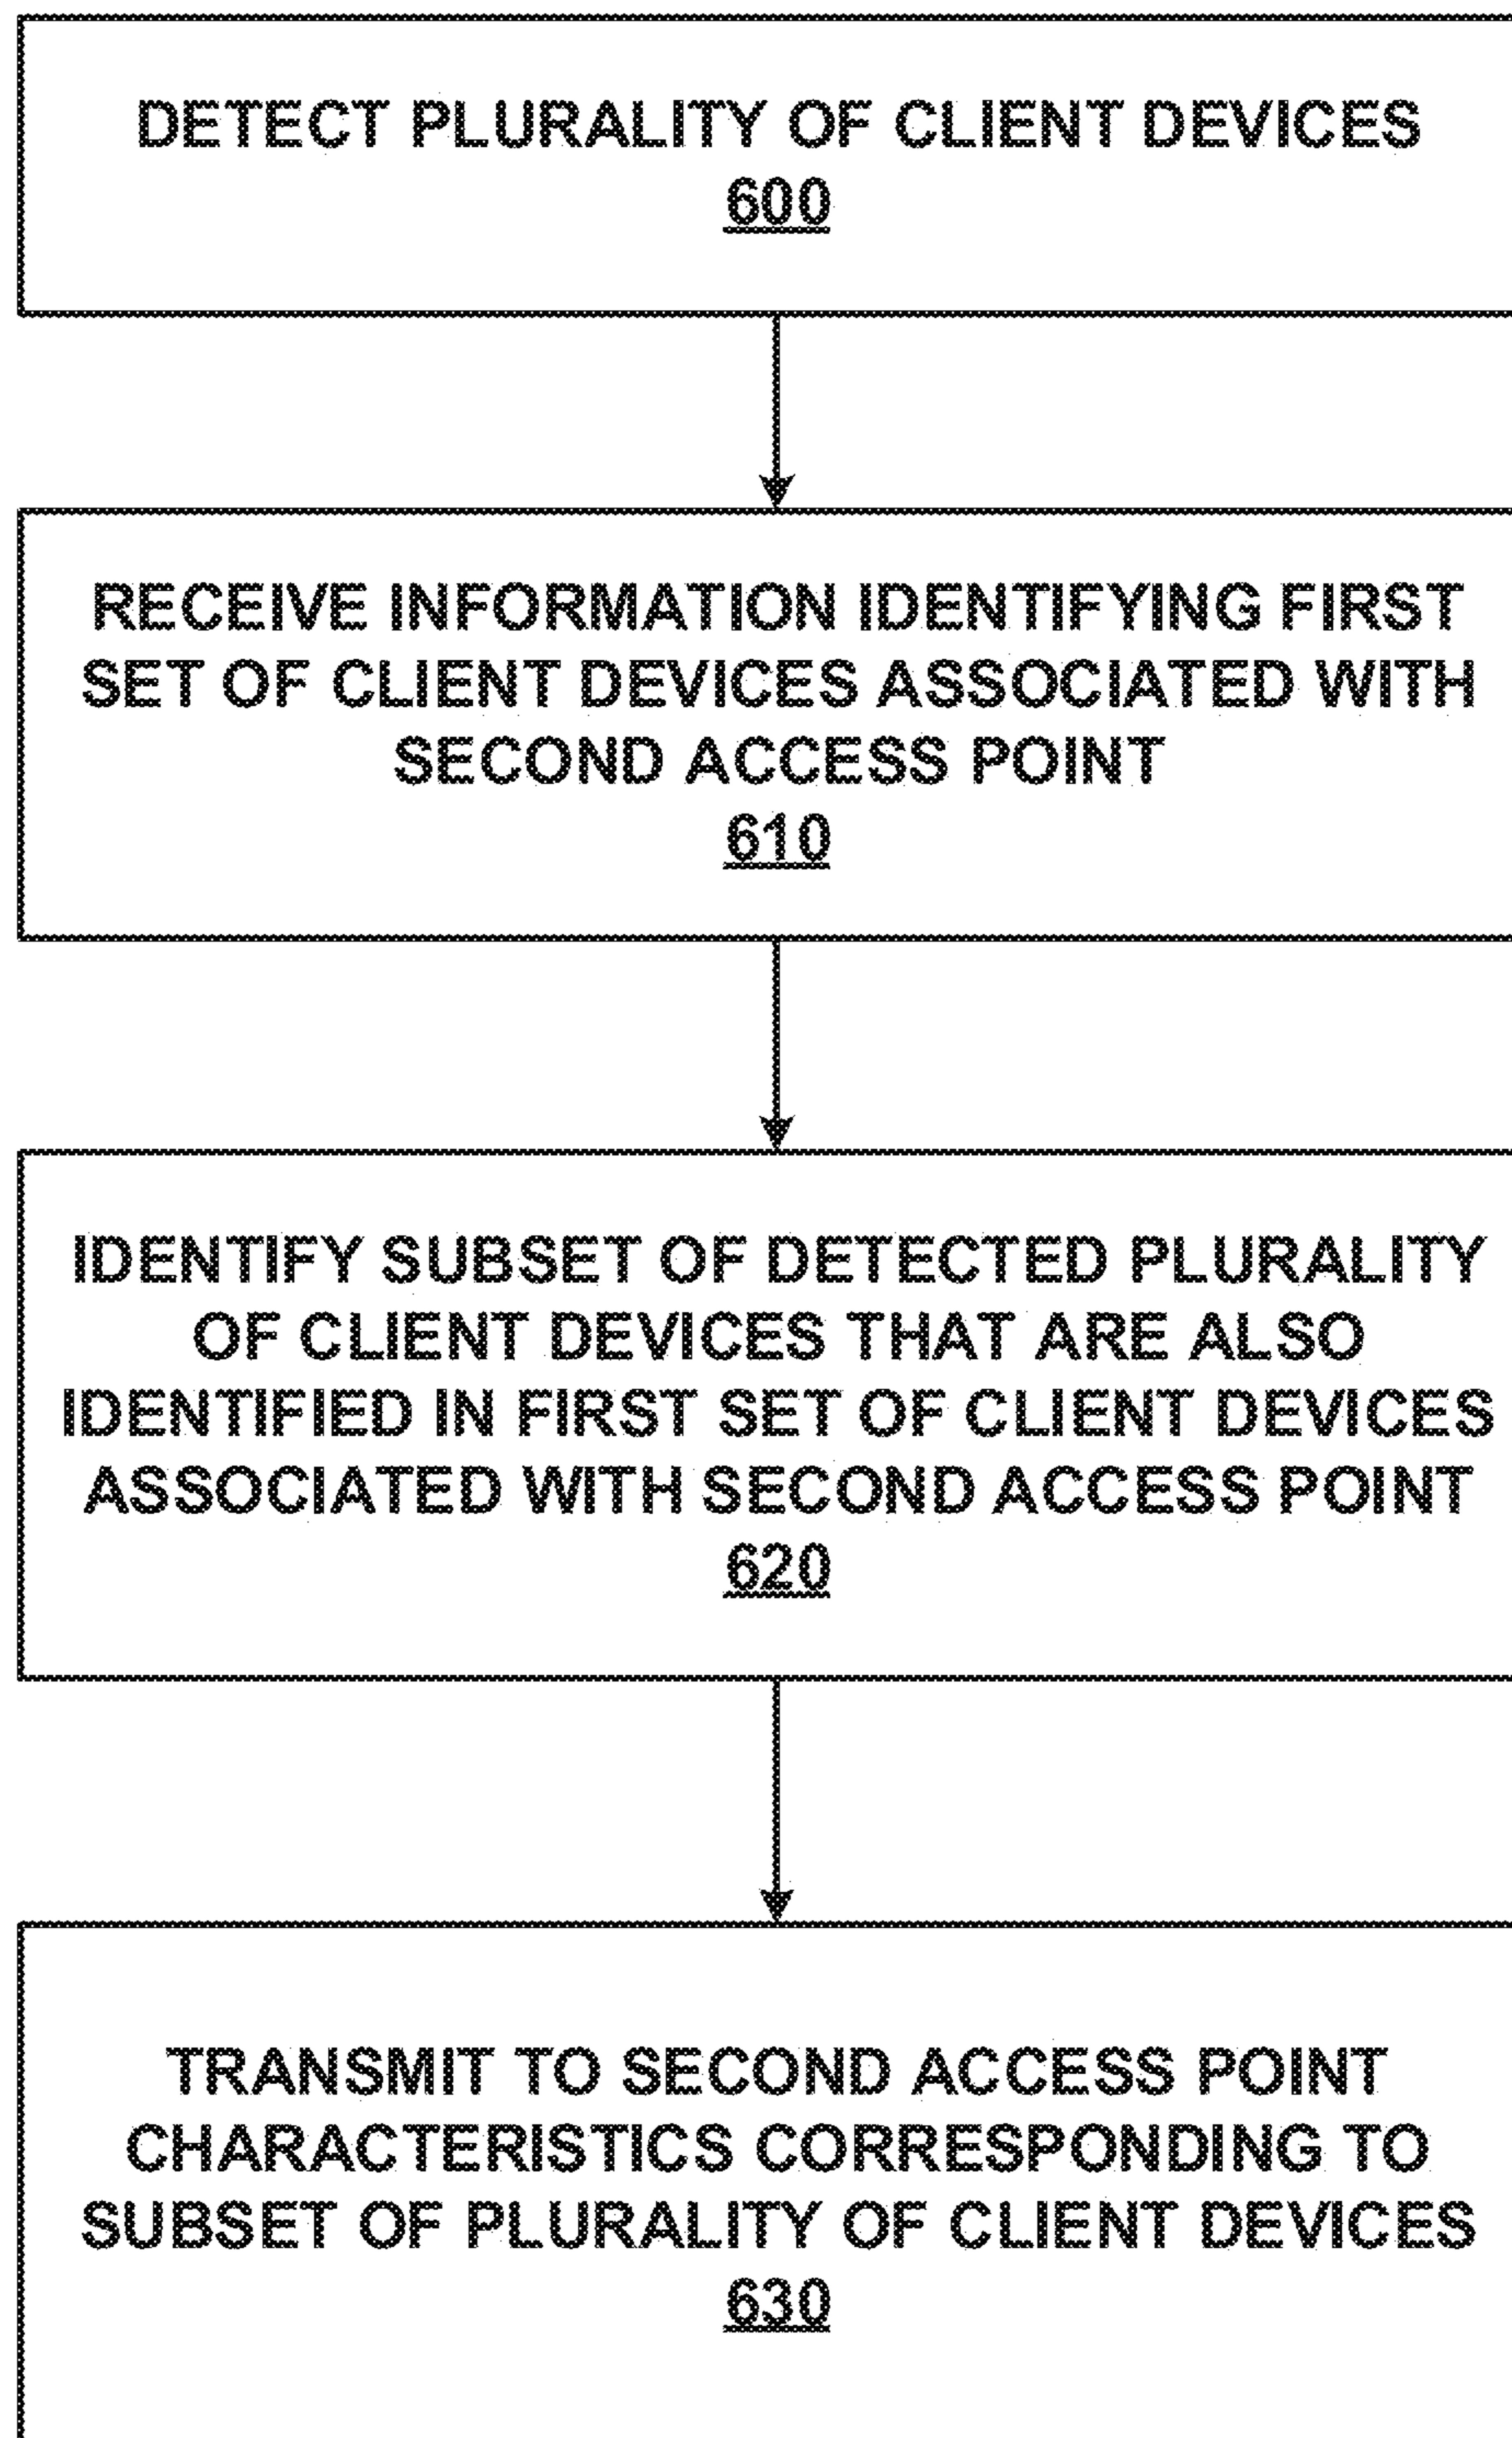 DETECT PLURALITY OF CLIENT DEVICES
600
RECEIVE INFORMATION IDENTIFYING FIRST
SET OF CLIENT DEVICES ASSOCIATED WITH
SECOND ACCESS POINT
610
IDENTIFY SUBSET OF DETECTED PLURALITY
OF CLIENT DEVICES THAT ARE ALSO
IDENTIFIED IN FIRST SET OF CLIENT DEVICES
ASSOCIATED WITH SECOND ACCESS POINT
620
TRANSMIT TO SECOND ACCESS POINT
CHARACTERISTICS CORRESPONDING TO
SUBSET OF PLURALITY OF CLIENT DEVICES
630